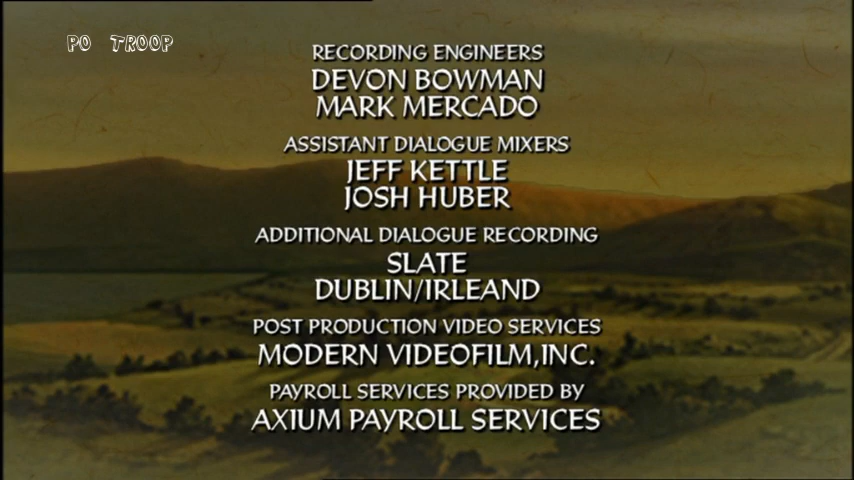 PO TROOP
RECORDING ENGINEERS
DEVON BOWMAN
MARK MERCADO
ASSISTANT DIALOGUE MIXERS
JEFF KETTLE
JOSH HUBER
ADDITIONAL DIALOGUE RECORDING
SLATE
DUBLIN/IRLEAND
POST PRODUCTION VIDEO SERVICES
MODERN VIDEOFILM,INC.
PAYROLL SERVICES PROVIDED BY
AXIUM PAYROLL SERVICES